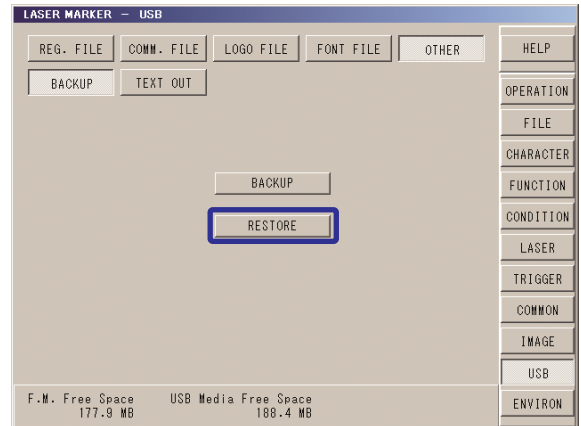 LASER MARKER — USB
REG. FILE COMM. FILE LOGO FILE FONT FILE OTHER HELP
BACKUP TEXT OUT
OPERATION
FILE
CHARACTER
BACKUP
FUNCTION
RESTORE
CONDITION
LASER
TRIGGER
COMMON
IMAGE
USB
F.M. Free Space USB Media Free Space
177.9 MB 188.4 MB
ENVIRON